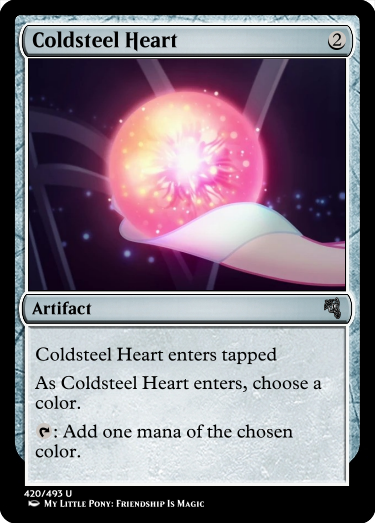 Coldsteel Heart 2
Artifact
Coldsteel Heart enters tapped
As Coldsteel Heart enters, choose a
color.
: Add one mana of the chosen
color.
420/493 U
My Little Pony: Friendship Is Magic